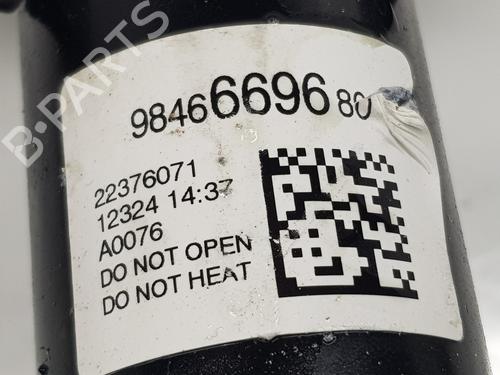 B-PARTS
9846669680
22376071
12324 14:37
A0076
DO NOT OPEN
DO NOT HEAT